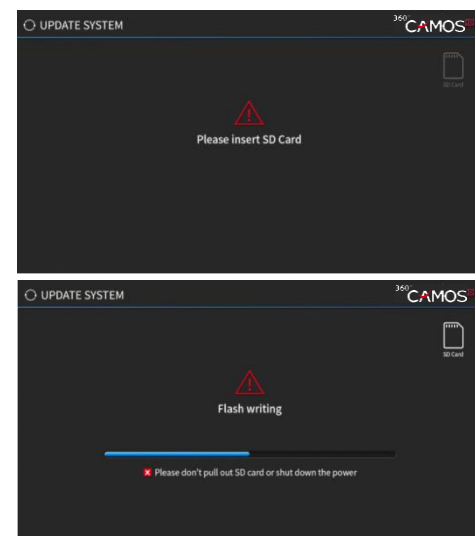 UPDATE SYSTEM
360° CAMOS
SD Card
Please insert SD Card
UPDATE SYSTEM
360° CAMOS
SD Card
Flash writing
Please don't pull out SD card or shut down the power